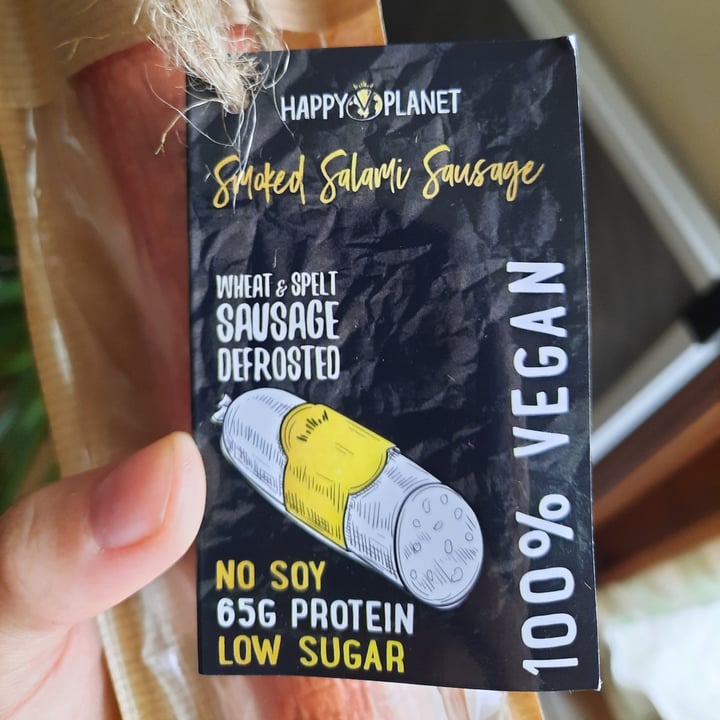 HAPPY PLANET
Smoked Salami Sausage
WHEAT & SPELT
SAUSAGE
DEFROSTED
100% VEGAN
NO SOY
65G PROTEIN
LOW SUGAR